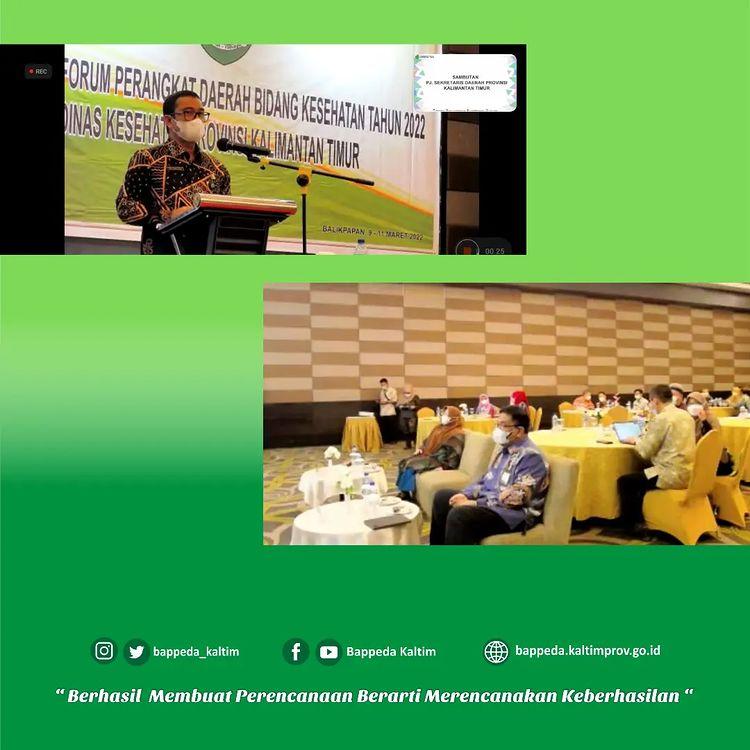 REC
SAMBUTAN
PJ. SEKRETARIS DAERAH PROVINSI
KALIMANTAN TIMUR
FORUM PERANGKAT DAERAH BIDANG KESEHATAN TAHUN 2022
DINAS KESEHAT ROVINSI KALIMANTAN TIMUR
BALIKPAPAN, 9 - 11 MARET 2022
00:25
bappeda_kaltim
Bappeda Kaltim
bappeda.kaltimprov.go.id
“ Berhasil Membuat Perencanaan Berarti Merencanakan Keberhasilan “